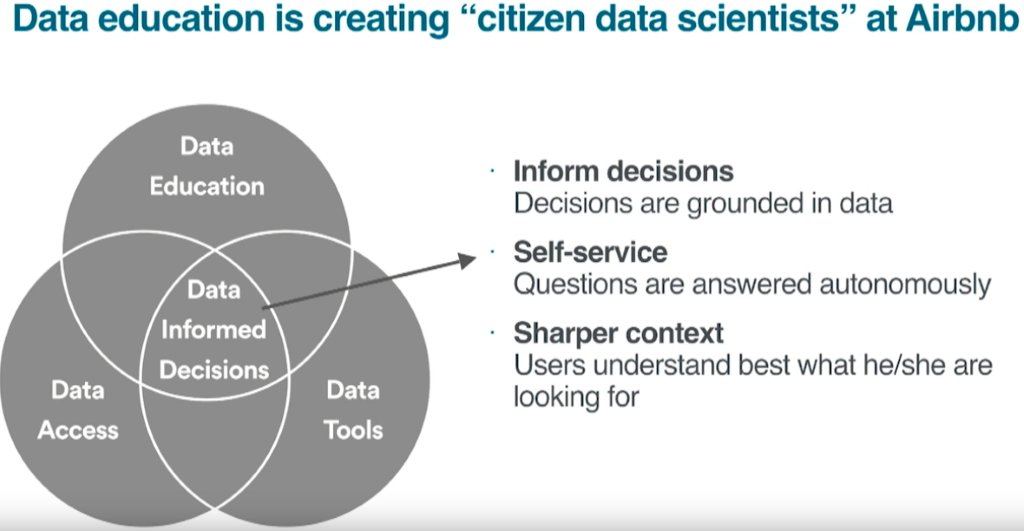 Data education is creating “citizen data scientists” at Airbnb
Data
Education
Data
Informed
Decisions
Data
Access
Data
Tools
· Inform decisions
Decisions are grounded in data
· Self-service
Questions are answered autonomously
· Sharper context
Users understand best what he/she are
looking for